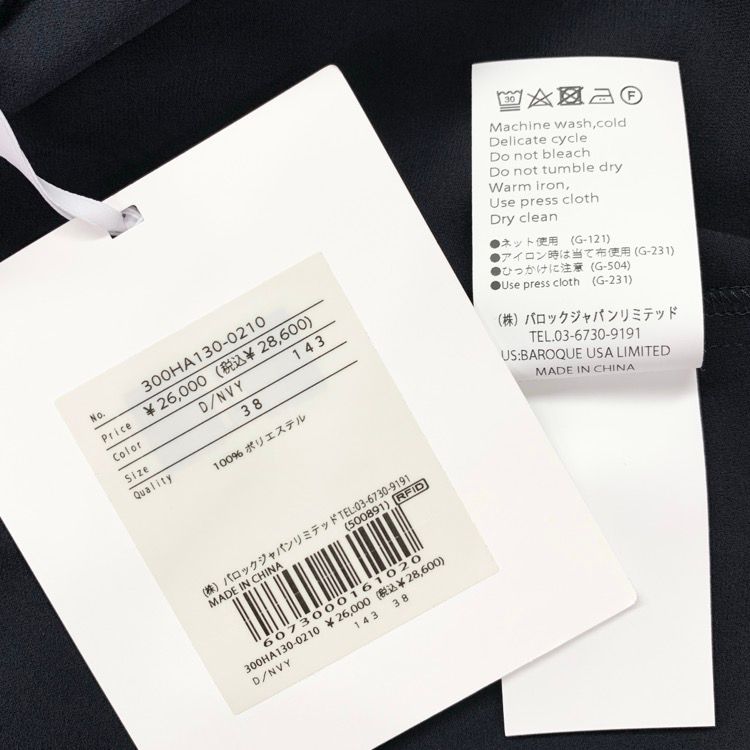 No. 300HA130-0210
Price ¥26,000 (税込¥28,600)
Color D/NVY 143
Size 38
Quality 100% ポリエステル
(株) バロックジャパンリミテッド TEL:03-6730-9191
MADE IN CHINA (500891) RFID
6073000161020
300HA130-0210 ¥26,000 (税込¥28,600)
D/NVY 143 38
30 F
Machine wash,cold
Delicate cycle
Do not bleach
Do not tumble dry
Warm iron,
Use press cloth
Dry clean
●ネット使用 (G-121)
●アイロン時は当て布使用(G-231)
●ひっかけに注意 (G-504)
●Use press cloth (G-231)
(株) バロックジャパンリミテッド
TEL.03-6730-9191
US:BAROQUE USA LIMITED
MADE IN CHINA